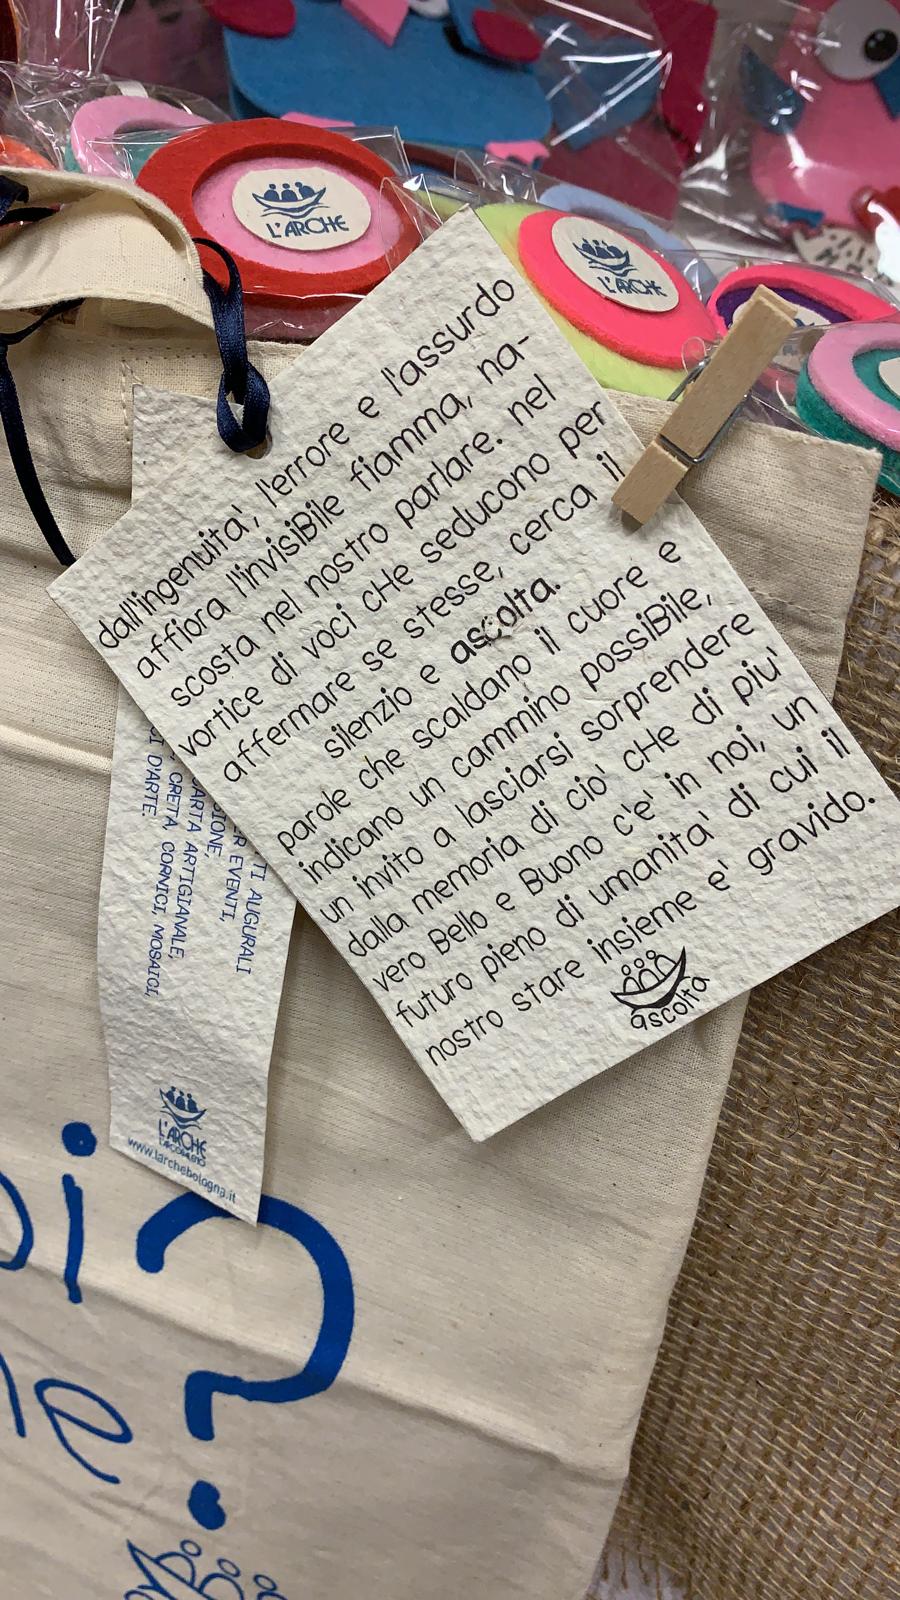 L'ARCHE
L'ARCHE
dall'ingenuita', l'errore e l'assurdo
affiora l'invisiBile fiamma, na-
scosta nel nostro parlare. nel
vortice di voci cHe seducono per
affermare se stesse, cerca il
silenzio e ascolta.
parole che scaldano il cuore e
indicano un cammino possiBile,
un invito a lasciarsi sorprendere
dalla memoria di cio' cHe di piu'
vero Bello e Buono c'e' in noi, un
futuro pieno di umanita' di cui il
nostro stare insieme e' gravido.
ascolta
TI AUGURALI
ER EVENTI,
SIONE,
CARTA ARTIGIANALE,
CRETA, CORNICI, MOSAICI,
D'ARTE.
L'ARCHE
L'ARCOBALENO
www.larchebologna.it
oi
?
e